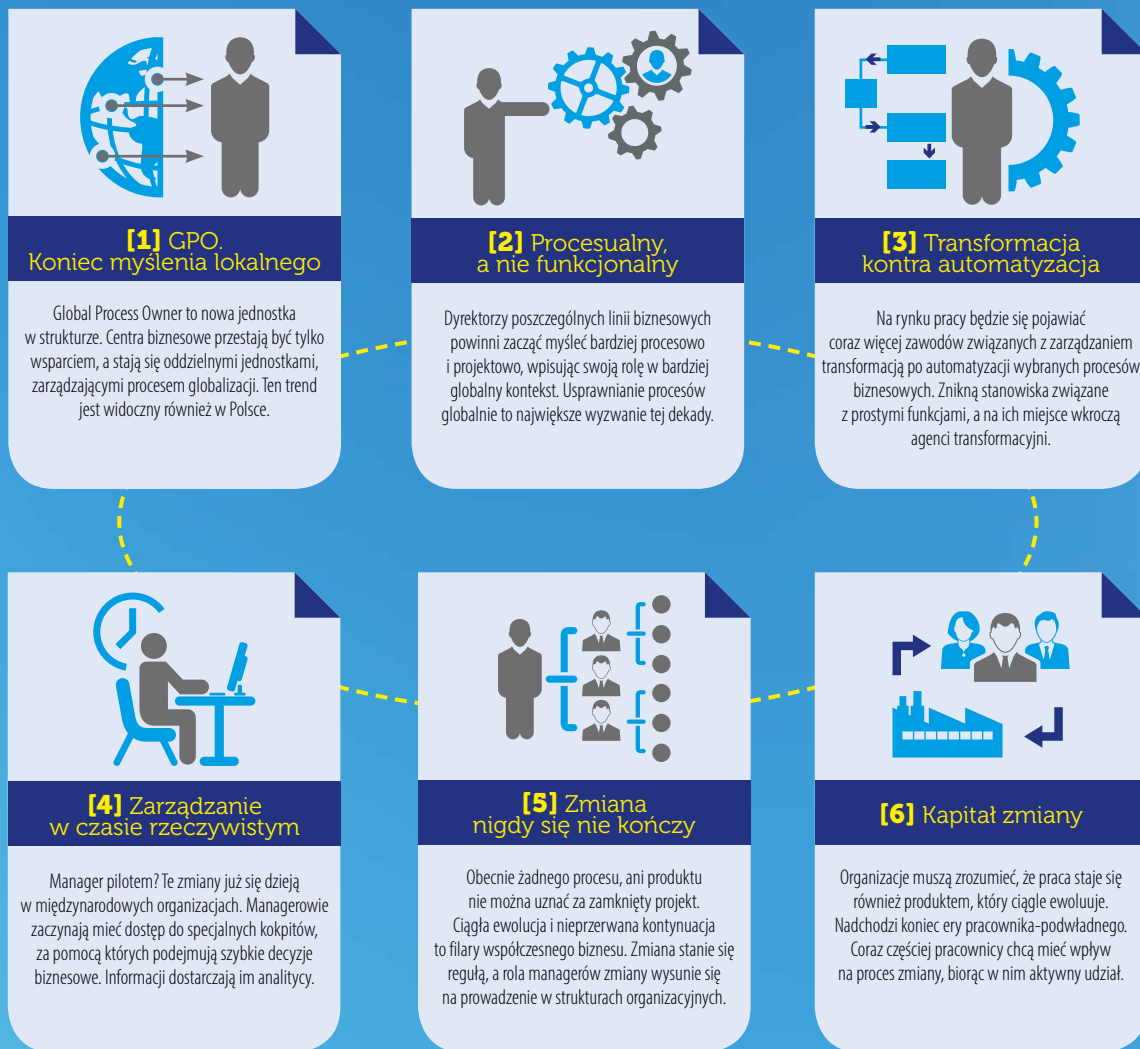 [1] GPO.
Koniec myślenia lokalnego
Global Process Owner to nowa jednostka
w strukturze. Centra biznesowe przestają być tylko
wsparciem, a stają się oddzielnymi jednostkami,
zarządzającymi procesem globalizacji. Ten trend
jest widoczny również w Polsce.
[2] Procesualny,
a nie funkcjonalny
Dyrektorzy poszczególnych linii biznesowych
powinni zacząć myśleć bardziej procesowo
i projektowo, wpisując swoją rolę w bardziej
globalny kontekst. Usprawnianie procesów
globalnie to największe wyzwanie tej dekady.
[3] Transformacja
kontra automatyzacja
Na rynku pracy będzie się pojawiać
coraz więcej zawodów związanych z zarządzaniem
transformacją po automatyzacji wybranych procesów
biznesowych. Znikną stanowiska związane
z prostymi funkcjami, a na ich miejsce wkroczą
agenci transformacyjni.
[4] Zarządzanie
w czasie rzeczywistym
Manager pilotem? Te zmiany już się dzieją
w międzynarodowych organizacjach. Managerowie
zaczynają mieć dostęp do specjalnych kokpitów,
za pomocą których podejmują szybkie decyzje
biznesowe. Informacji dostarczają im analitycy.
[5] Zmiana
nigdy się nie kończy
Obecnie żadnego procesu, ani produktu
nie można uznać za zamknięty projekt.
Ciągła ewolucja i nieprzerwana kontynuacja
to filary współczesnego biznesu. Zmiana stanie się
regułą, a rola managerów zmiany wysunie się
na prowadzenie w strukturach organizacyjnych.
[6] Kapitał zmiany
Organizacje muszą zrozumieć, że praca staje się
również produktem, który ciągle ewoluuje.
Nadchodzi koniec ery pracownika-podwładnego.
Coraz częściej pracownicy chcą mieć wpływ
na proces zmiany, biorąc w nim aktywny udział.